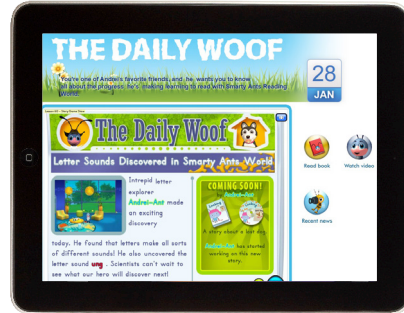 THE DAILY WOOF
You're one of Andrei's favorite friends, and he wants you to know
all about the progress he's making learning to read with Smarty Ants Reading
World!
28
JAN
The Daily Woof
Letter Sounds Discovered in Smarty Ants World
Intrepid letter
explorer
Andrei-Ant made
an exciting
discovery
today. He found that letters make all sorts
of different sounds! He also uncovered the
letter sound ung . Scientists can't wait to
see what our hero will discover next!
COMING SOON!
A story about a lost dog.
Andrei-Ant has started
working on this new
story.
Read book
Watch video
Recent news